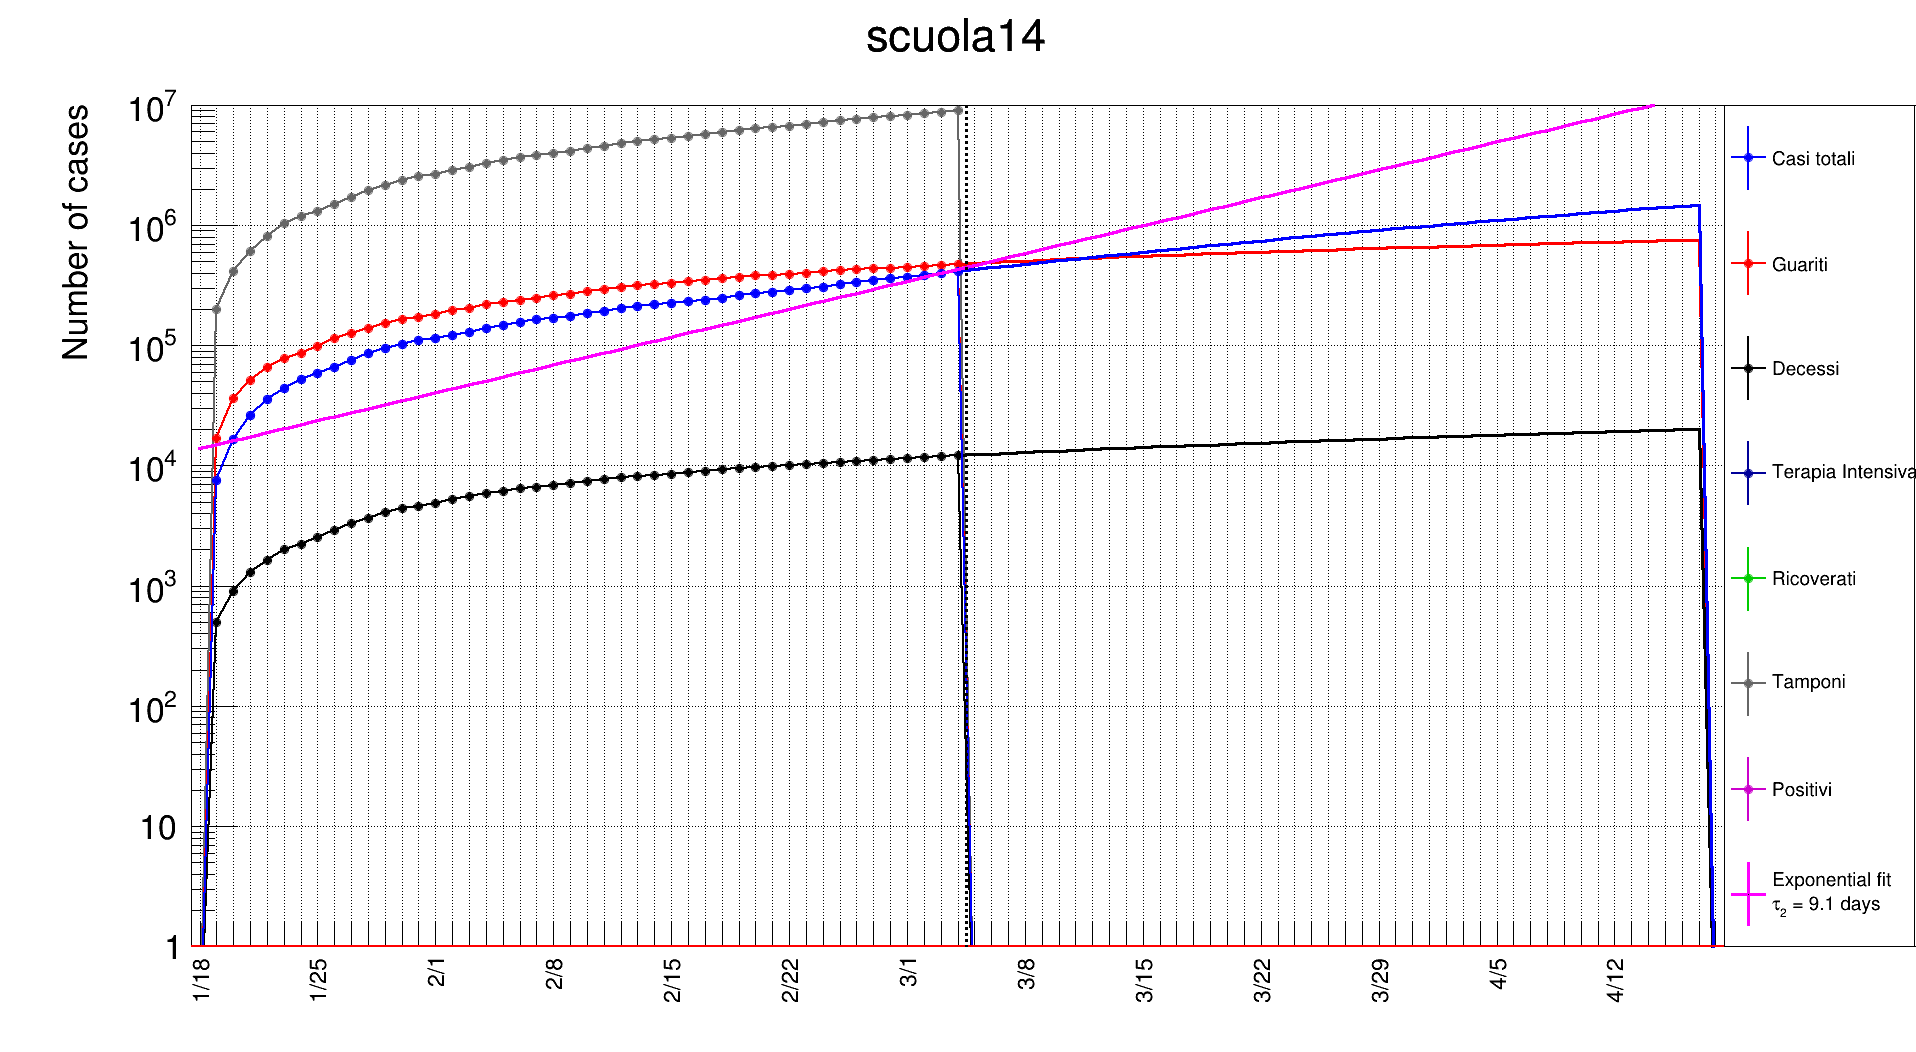 scuola14
Number of cases
10^7
10^6
10^5
10^4
10^3
10^2
10
1
1/18
1/25
2/1
2/8
2/15
2/22
3/1
3/8
3/15
3/22
3/29
4/5
4/12
Casi totali
Guariti
Decessi
Terapia Intensiva
Ricoverati
Tamponi
Positivi
Exponential fit
τ_2 = 9.1 days